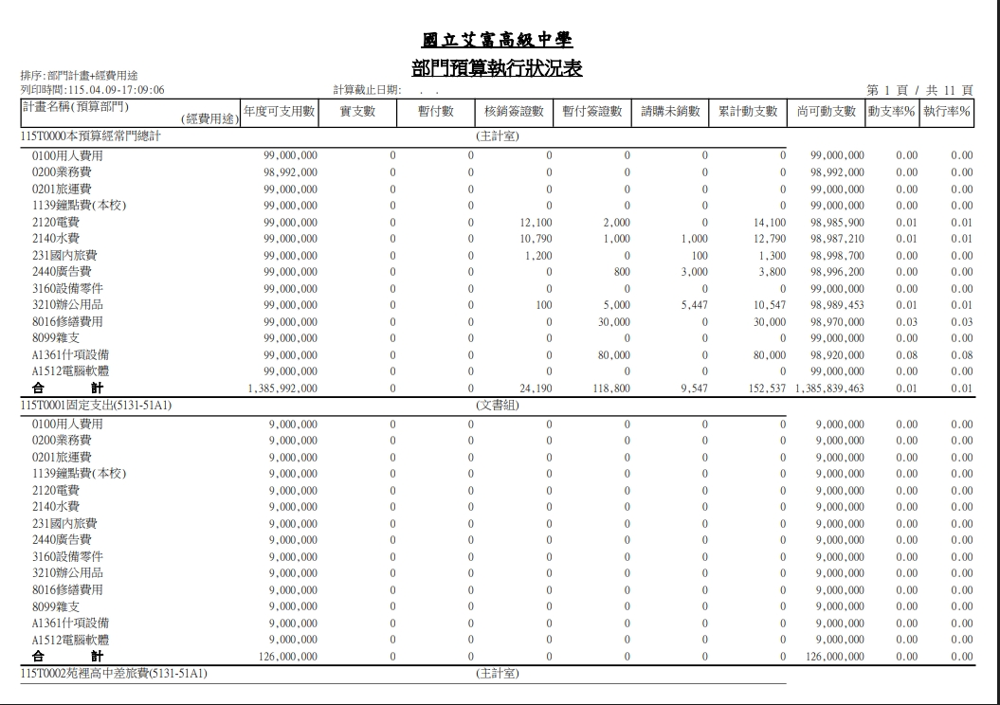 國立艾富高級中學
部門預算執行狀況表
排序:部門計畫+經費用途
列印時間:115.04.09-17:09:06 計算截止日期: . . 第 1 頁 / 共 11 頁
計畫名稱(預算部門) (經費用途) 年度可支用數 實支數 暫付數 核銷簽證數 暫付簽證數 請購未銷數 累計動支數 尚可動支數 動支率% 執行率%
115T0000本預算經常門總計 (主計室)
0100用人費用 99,000,000 0 0 0 0 0 0 99,000,000 0.00 0.00
0200業務費 98,992,000 0 0 0 0 0 0 98,992,000 0.00 0.00
0201旅運費 99,000,000 0 0 0 0 0 0 99,000,000 0.00 0.00
1139鐘點費(本校) 99,000,000 0 0 0 0 0 0 99,000,000 0.00 0.00
2120電費 99,000,000 0 0 12,100 2,000 0 14,100 98,985,900 0.01 0.01
2140水費 99,000,000 0 0 10,790 1,000 1,000 12,790 98,987,210 0.01 0.01
231國內旅費 99,000,000 0 0 1,200 0 100 1,300 98,998,700 0.00 0.00
2440廣告費 99,000,000 0 0 0 800 3,000 3,800 98,996,200 0.00 0.00
3160設備零件 99,000,000 0 0 0 0 0 0 99,000,000 0.00 0.00
3210辦公用品 99,000,000 0 0 100 5,000 5,447 10,547 98,989,453 0.01 0.01
8016修繕費用 99,000,000 0 0 0 30,000 0 30,000 98,970,000 0.03 0.03
8099雜支 99,000,000 0 0 0 0 0 0 99,000,000 0.00 0.00
A1361什項設備 99,000,000 0 0 0 80,000 0 80,000 98,920,000 0.08 0.08
A1512電腦軟體 99,000,000 0 0 0 0 0 0 99,000,000 0.00 0.00
合 計 1,385,992,000 0 0 24,190 118,800 9,547 152,537 1,385,839,463 0.01 0.01
115T0001固定支出(5131-51A1) (文書組)
0100用人費用 9,000,000 0 0 0 0 0 0 9,000,000 0.00 0.00
0200業務費 9,000,000 0 0 0 0 0 0 9,000,000 0.00 0.00
0201旅運費 9,000,000 0 0 0 0 0 0 9,000,000 0.00 0.00
1139鐘點費(本校) 9,000,000 0 0 0 0 0 0 9,000,000 0.00 0.00
2120電費 9,000,000 0 0 0 0 0 0 9,000,000 0.00 0.00
2140水費 9,000,000 0 0 0 0 0 0 9,000,000 0.00 0.00
231國內旅費 9,000,000 0 0 0 0 0 0 9,000,000 0.00 0.00
2440廣告費 9,000,000 0 0 0 0 0 0 9,000,000 0.00 0.00
3160設備零件 9,000,000 0 0 0 0 0 0 9,000,000 0.00 0.00
3210辦公用品 9,000,000 0 0 0 0 0 0 9,000,000 0.00 0.00
8016修繕費用 9,000,000 0 0 0 0 0 0 9,000,000 0.00 0.00
8099雜支 9,000,000 0 0 0 0 0 0 9,000,000 0.00 0.00
A1361什項設備 9,000,000 0 0 0 0 0 0 9,000,000 0.00 0.00
A1512電腦軟體 9,000,000 0 0 0 0 0 0 9,000,000 0.00 0.00
合 計 126,000,000 0 0 0 0 0 0 126,000,000 0.00 0.00
115T0002苑裡高中差旅費(5131-51A1) (主計室)